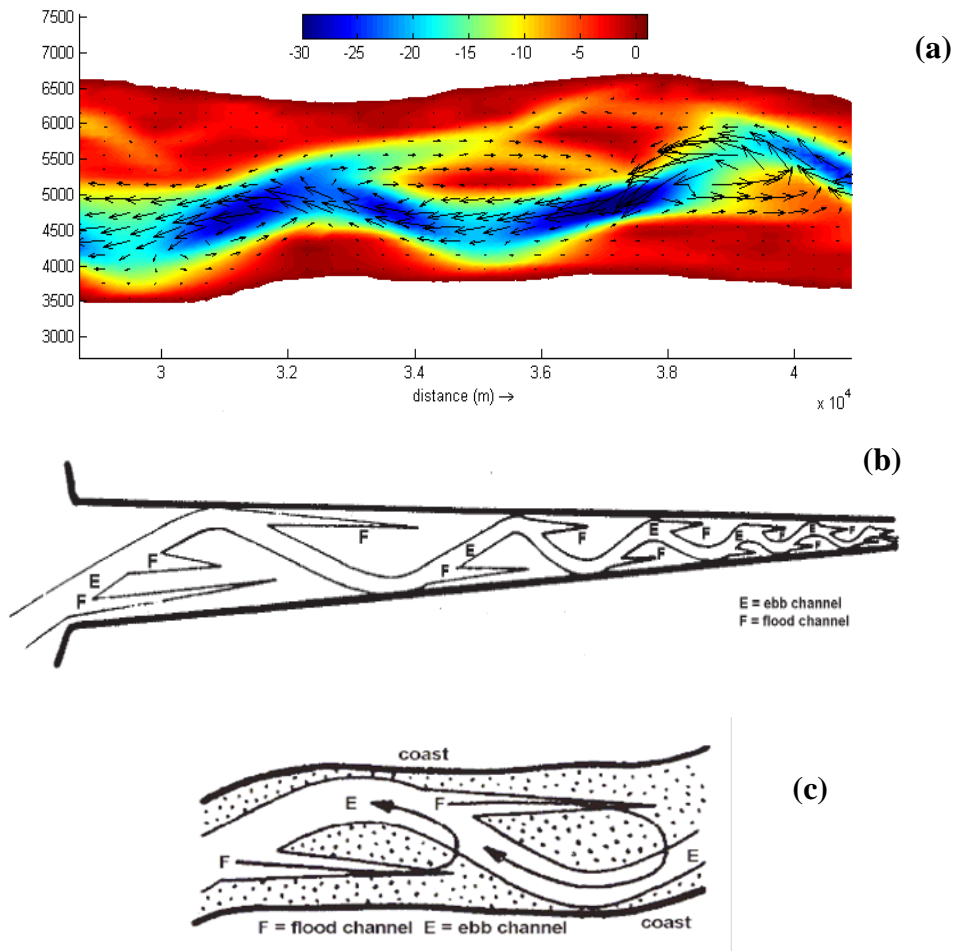 7500
7000
6500
6000
5500
5000
4500
4000
3500
3000
-30 -25 -20 -15 -10 -5 0
(a)
3 3.2 3.4 3.6 3.8 4
distance (m) →
x 10⁴
(b)
F
E
F
F
E
F
F
E
F
F
E
F
F
E
F
F
E = ebb channel
F = flood channel
coast
(c)
E
F
F
E
F = flood channel E = ebb channel
coast